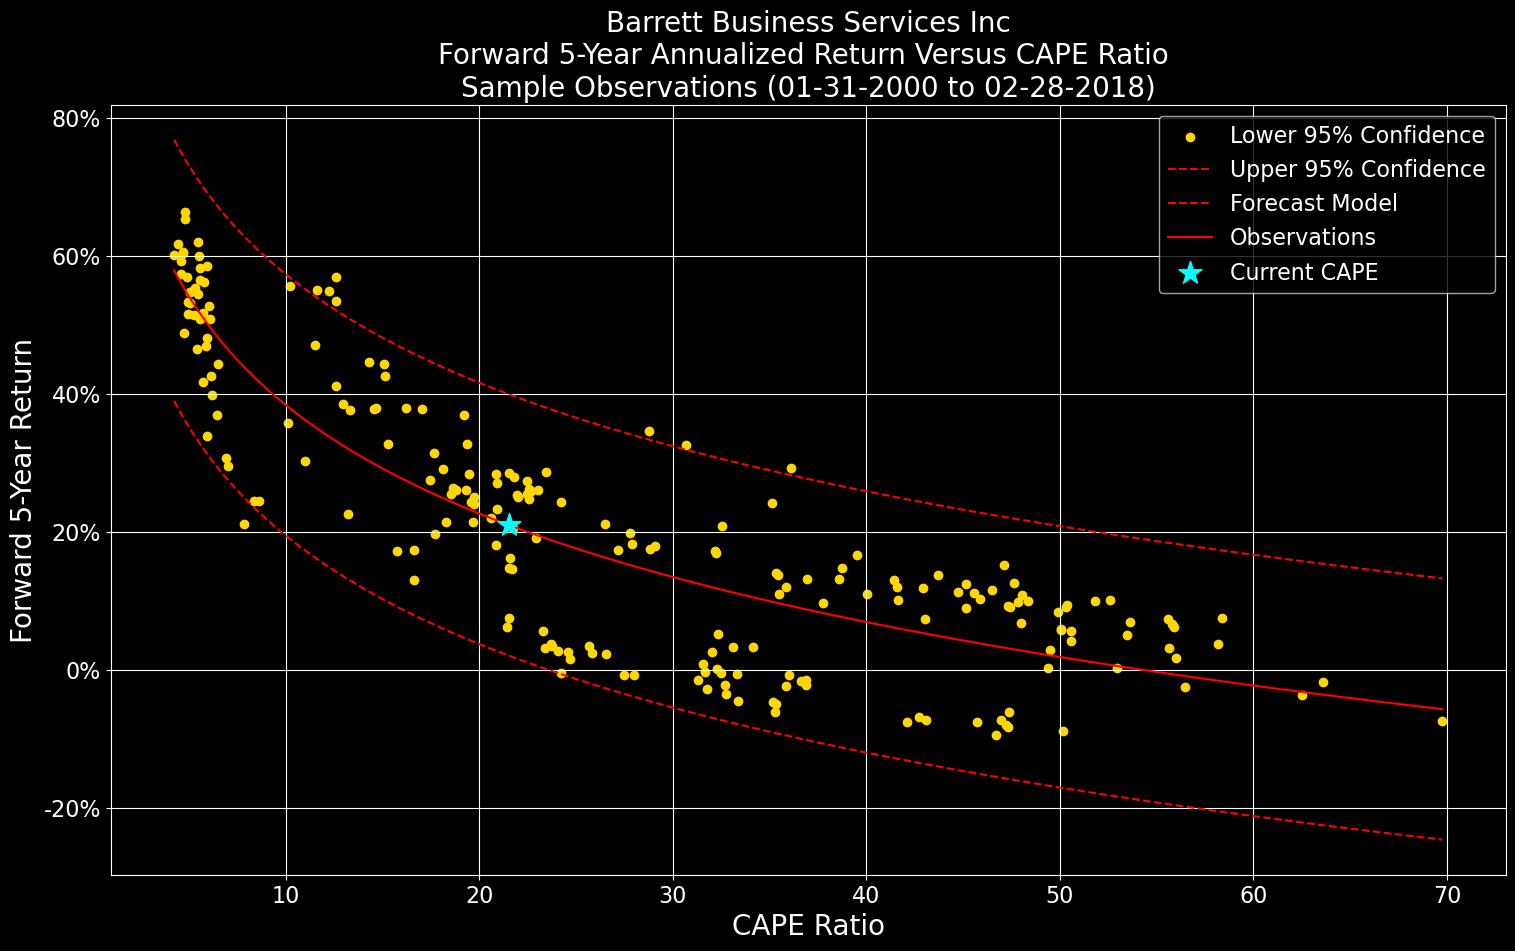 Barrett Business Services Inc
Forward 5-Year Annualized Return Versus CAPE Ratio
Sample Observations (01-31-2000 to 02-28-2018)
80%
60%
40%
20%
0%
-20%
Forward 5-Year Return
Lower 95% Confidence
Upper 95% Confidence
Forecast Model
Observations
Current CAPE
10 20 30 40 50 60 70
CAPE Ratio